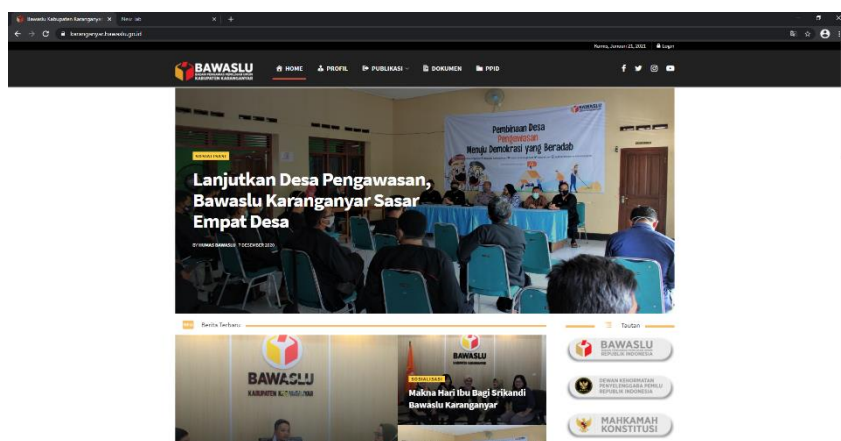 Bawaslu Kabupaten Karanganyar
New Tab
karanganyar.bawaslu.go.id
Kamis, Januari 21, 2021
Login
BAWASLU
KABUPATEN KARANGANYAR
HOME
PROFIL
PUBLIKASI
DOKUMEN
PPID
Pembinaan Desa
Pengawasan
Menuju Demokrasi yang Beradab
SOSIALISASI
Lanjutkan Desa Pengawasan,
Bawaslu Karanganyar Sasar
Empat Desa
BY HUMAS BAWASLU 7 DESEMBER 2020
Berita Terbaru
Tautan
BAWASLU
KABUPATEN KARANGANYAR
BAWASLU
SOSIALISASI
Makna Hari Ibu Bagi Srikandi
Bawaslu Karanganyar
BAWASLU
REPUBLIK INDONESIA
DEWAN KEHORMATAN
PENYELENGGARA PEMILU
REPUBLIK INDONESIA
MAHKAMAH
KONSTITUSI